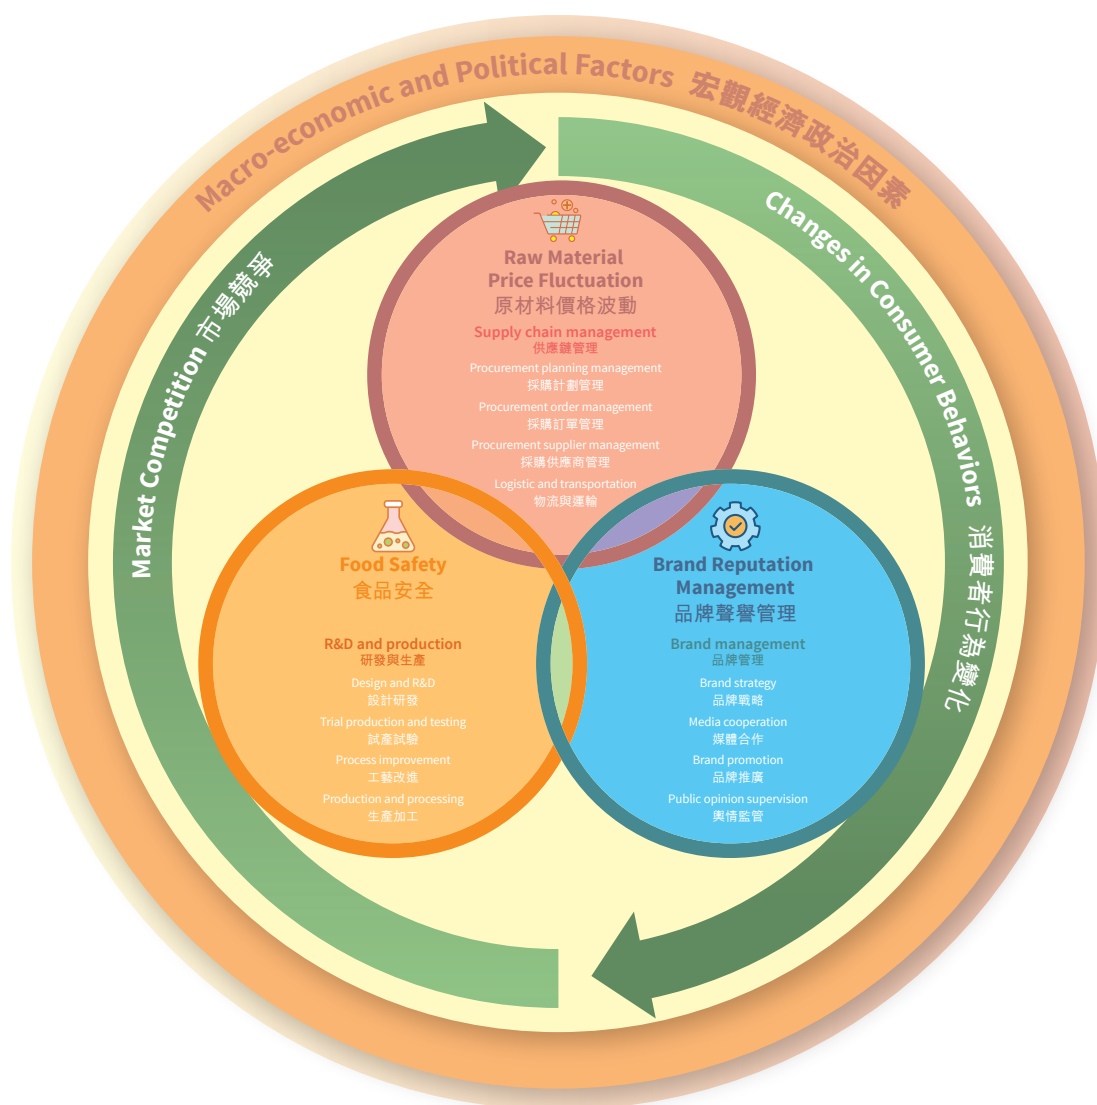 Macro-economic and Political Factors 宏觀經濟政治因素
Market Competition 市場競爭
Changes in Consumer Behaviors 消費者行為變化
Raw Material
Price Fluctuation
原材料價格波動
Supply chain management
供應鏈管理
Procurement planning management
採購計劃管理
Procurement order management
採購訂單管理
Procurement supplier management
採購供應商管理
Logistic and transportation
物流與運輸
Food Safety
食品安全
R&D and production
研發與生產
Design and R&D
設計研發
Trial production and testing
試產試驗
Process improvement
工藝改進
Production and processing
生產加工
Brand Reputation
Management
品牌聲譽管理
Brand management
品牌管理
Brand strategy
品牌戰略
Media cooperation
媒體合作
Brand promotion
品牌推廣
Public opinion supervision
輿情監管